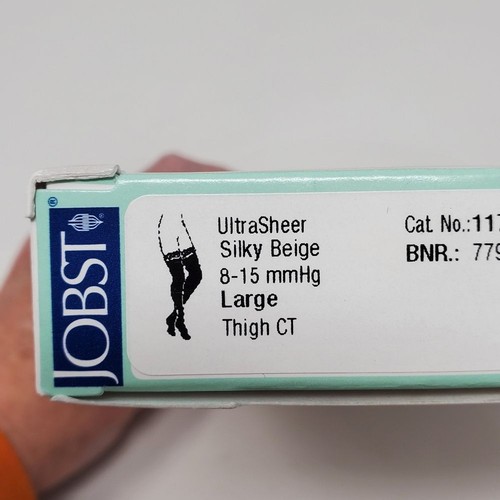 JOBST®
UltraSheer
Silky Beige
8-15 mmHg
Large
Thigh CT
Cat. No.:117
BNR.: 779